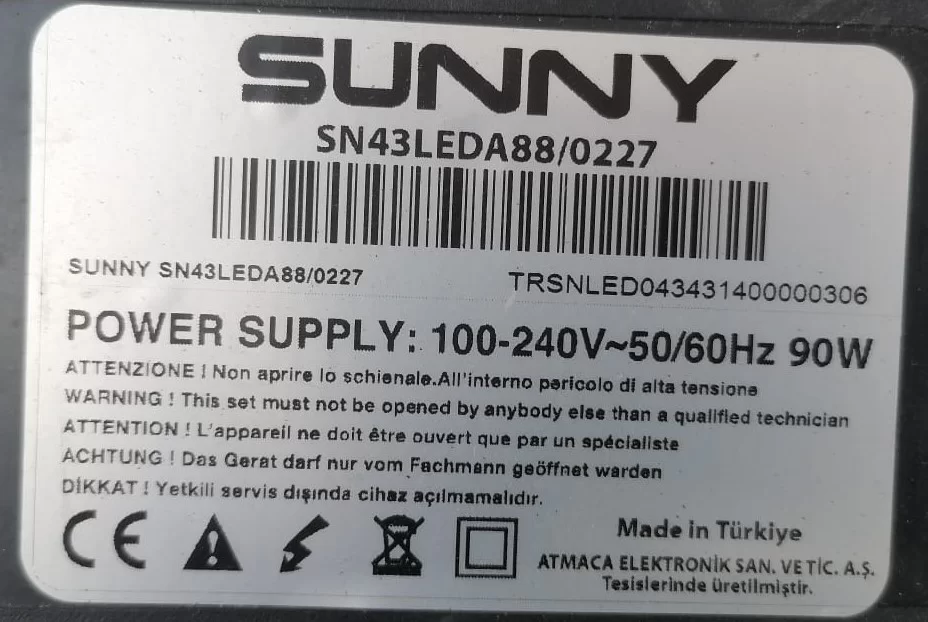 SUNNY
SN43LEDA88/0227
SUNNY SN43LEDA88/0227 TRSNLED043431400000306
POWER SUPPLY: 100-240V~50/60Hz 90W
ATTENZIONE ! Non aprire lo schienale.All'interno pericolo di alta tensione
WARNING ! This set must not be opened by anybody else than a qualified technician
ATTENTION ! L'appareil ne doit être ouvert que par un spécialiste
ACHTUNG ! Das Gerat darf nur vom Fachmann geöffnet warden
DİKKAT ! Yetkili servis dışında cihaz açılmamalıdır.
CE
Made in Türkiye
ATMACA ELEKTRONİK SAN. VE TİC. A.Ş.
Tesislerinde üretilmiştir.